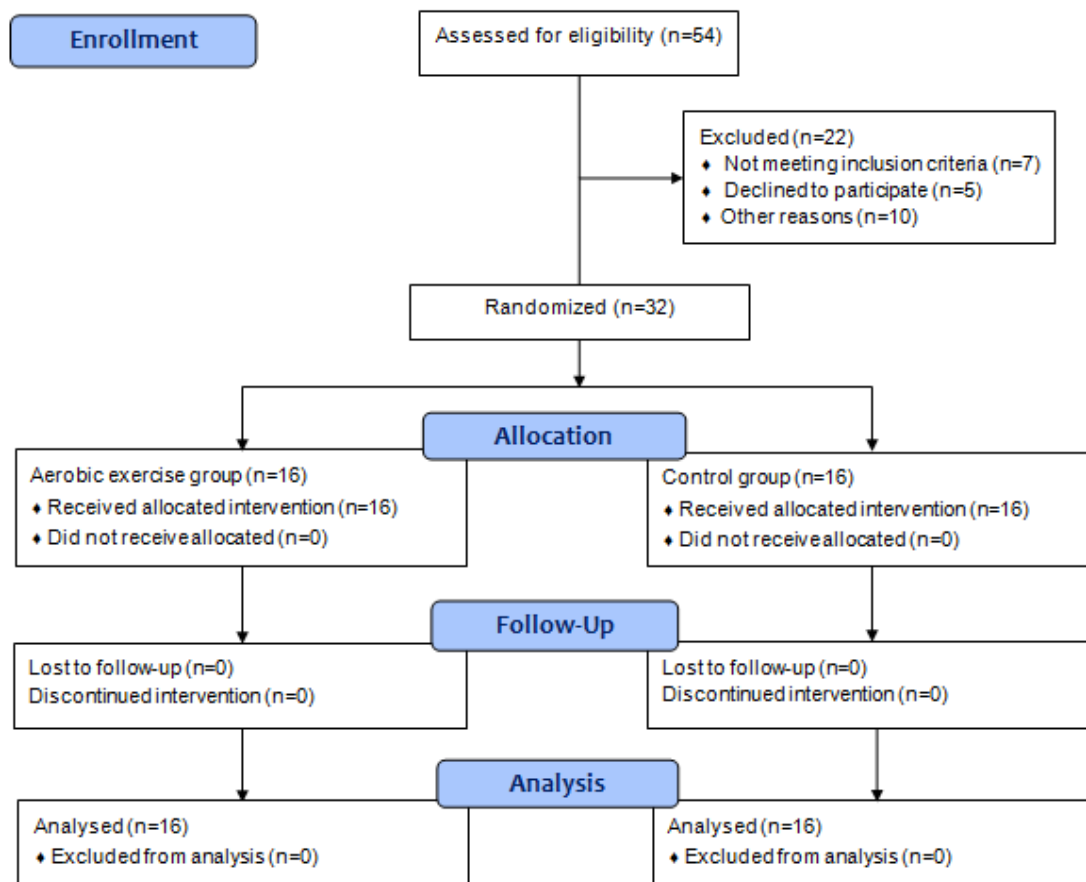 Enrollment
Assessed for eligibility (n=54)
Excluded (n=22)
♦ Not meeting inclusion criteria (n=7)
♦ Declined to participate (n=5)
♦ Other reasons (n=10)
Randomized (n=32)
Allocation
Aerobic exercise group (n=16)
♦ Received allocated intervention (n=16)
♦ Did not receive allocated (n=0)
Control group (n=16)
♦ Received allocated intervention (n=16)
♦ Did not receive allocated (n=0)
Follow-Up
Lost to follow-up (n=0)
Discontinued intervention (n=0)
Lost to follow-up (n=0)
Discontinued intervention (n=0)
Analysis
Analysed (n=16)
♦ Excluded from analysis (n=0)
Analysed (n=16)
♦ Excluded from analysis (n=0)